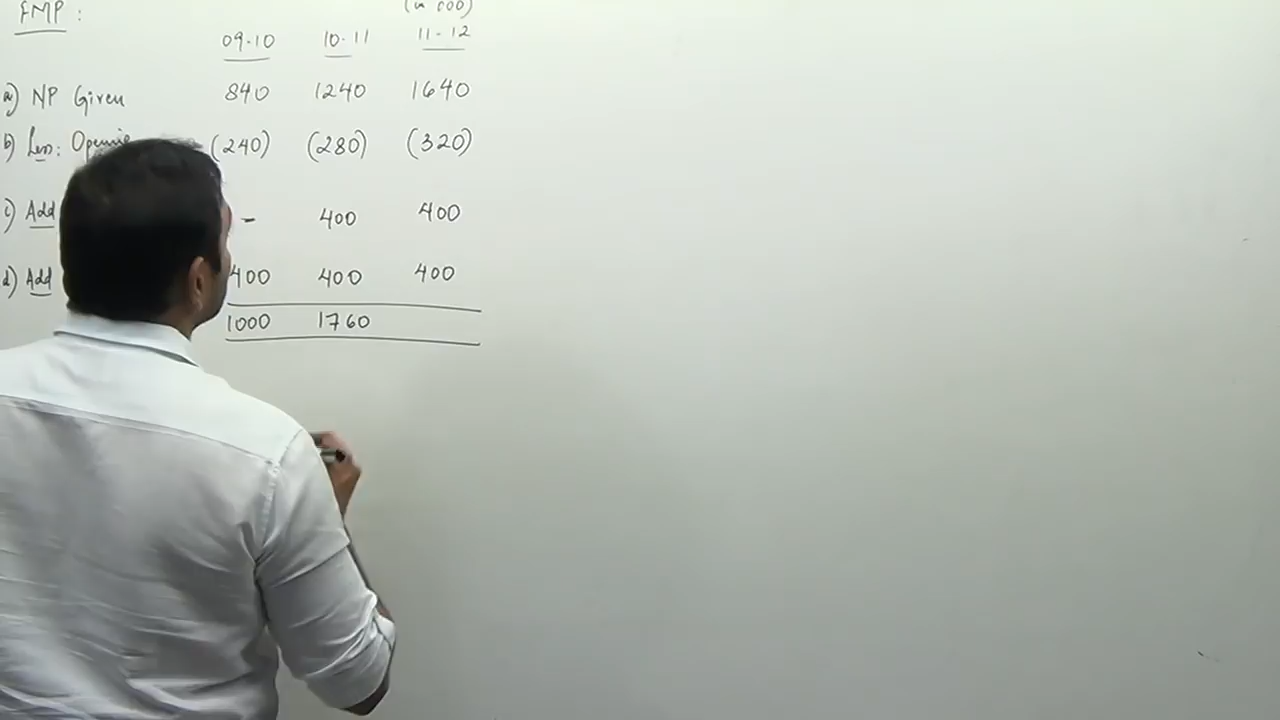 FMP :
(in 000)
09-10 10-11 11-12
a) NP Given 840 1240 1640
b) Less: (240) (280) (320)
c) Add - 400 400
d) Add 400 400 400
1000 1760